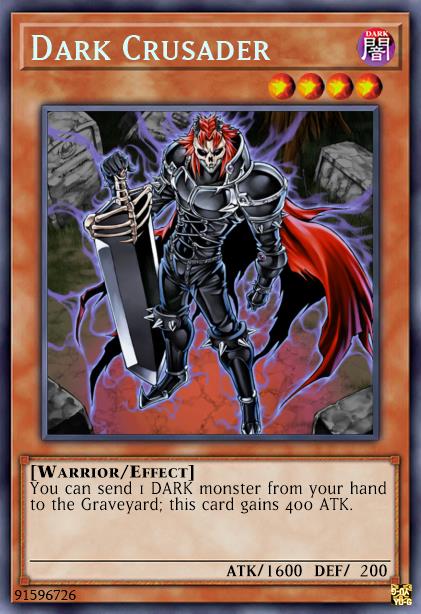 DARK CRUSADER
DARK
闇
[WARRIOR/EFFECT]
You can send 1 DARK monster from your hand
to the Graveyard; this card gains 400 ATK.
ATK/1600 DEF/ 200
91596726